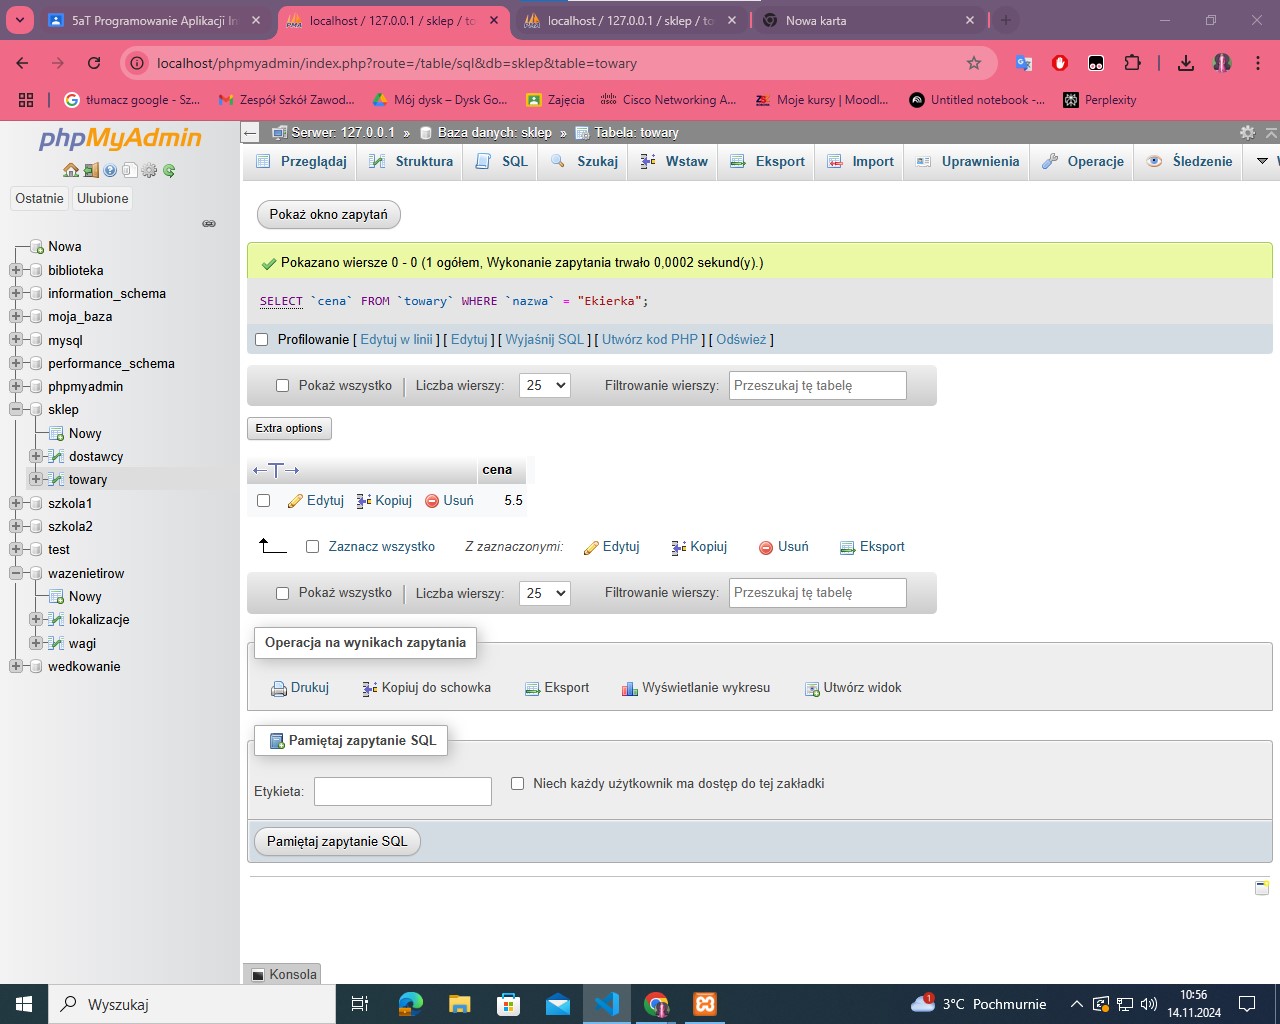 5aT Programowanie Aplikacji In
localhost / 127.0.0.1 / sklep / to
localhost / 127.0.0.1 / sklep / to
Nowa karta
localhost/phpmyadmin/index.php?route=/table/sql&db=sklep&table=towary
tłumacz google - Sz...
Zespół Szkół Zawod...
Mój dysk – Dysk Go...
Zajęcia
Cisco Networking A...
Moje kursy | Moodl...
Untitled notebook -...
Perplexity
phpMyAdmin
Ostatnie
Ulubione
Nowa
biblioteka
information_schema
moja_baza
mysql
performance_schema
phpmyadmin
sklep
Nowy
dostawcy
towary
szkola1
szkola2
test
wazenietirow
Nowy
lokalizacje
wagi
wedkowanie
Serwer: 127.0.0.1 » Baza danych: sklep » Tabela: towary
Przeglądaj
Struktura
SQL
Szukaj
Wstaw
Eksport
Import
Uprawnienia
Operacje
Śledzenie
Pokaż okno zapytań
Pokazano wiersze 0 - 0 (1 ogółem, Wykonanie zapytania trwało 0,0002 sekund(y).)
SELECT `cena` FROM `towary` WHERE `nazwa` = "Ekierka";
Profilowanie [ Edytuj w linii ] [ Edytuj ] [ Wyjaśnij SQL ] [ Utwórz kod PHP ] [ Odśwież ]
Pokaż wszystko
Liczba wierszy:
25
Filtrowanie wierszy:
Przeszukaj tę tabelę
Extra options
←T→
cena
Edytuj
Kopiuj
Usuń
5.5
Zaznacz wszystko
Z zaznaczonymi:
Edytuj
Kopiuj
Usuń
Eksport
Pokaż wszystko
Liczba wierszy:
25
Filtrowanie wierszy:
Przeszukaj tę tabelę
Operacja na wynikach zapytania
Drukuj
Kopiuj do schowka
Eksport
Wyświetlanie wykresu
Utwórz widok
Pamiętaj zapytanie SQL
Etykieta:
Niech każdy użytkownik ma dostęp do tej zakładki
Pamiętaj zapytanie SQL
Konsola
Wyszukaj
1
3°C Pochmurnie
10:56
14.11.2024